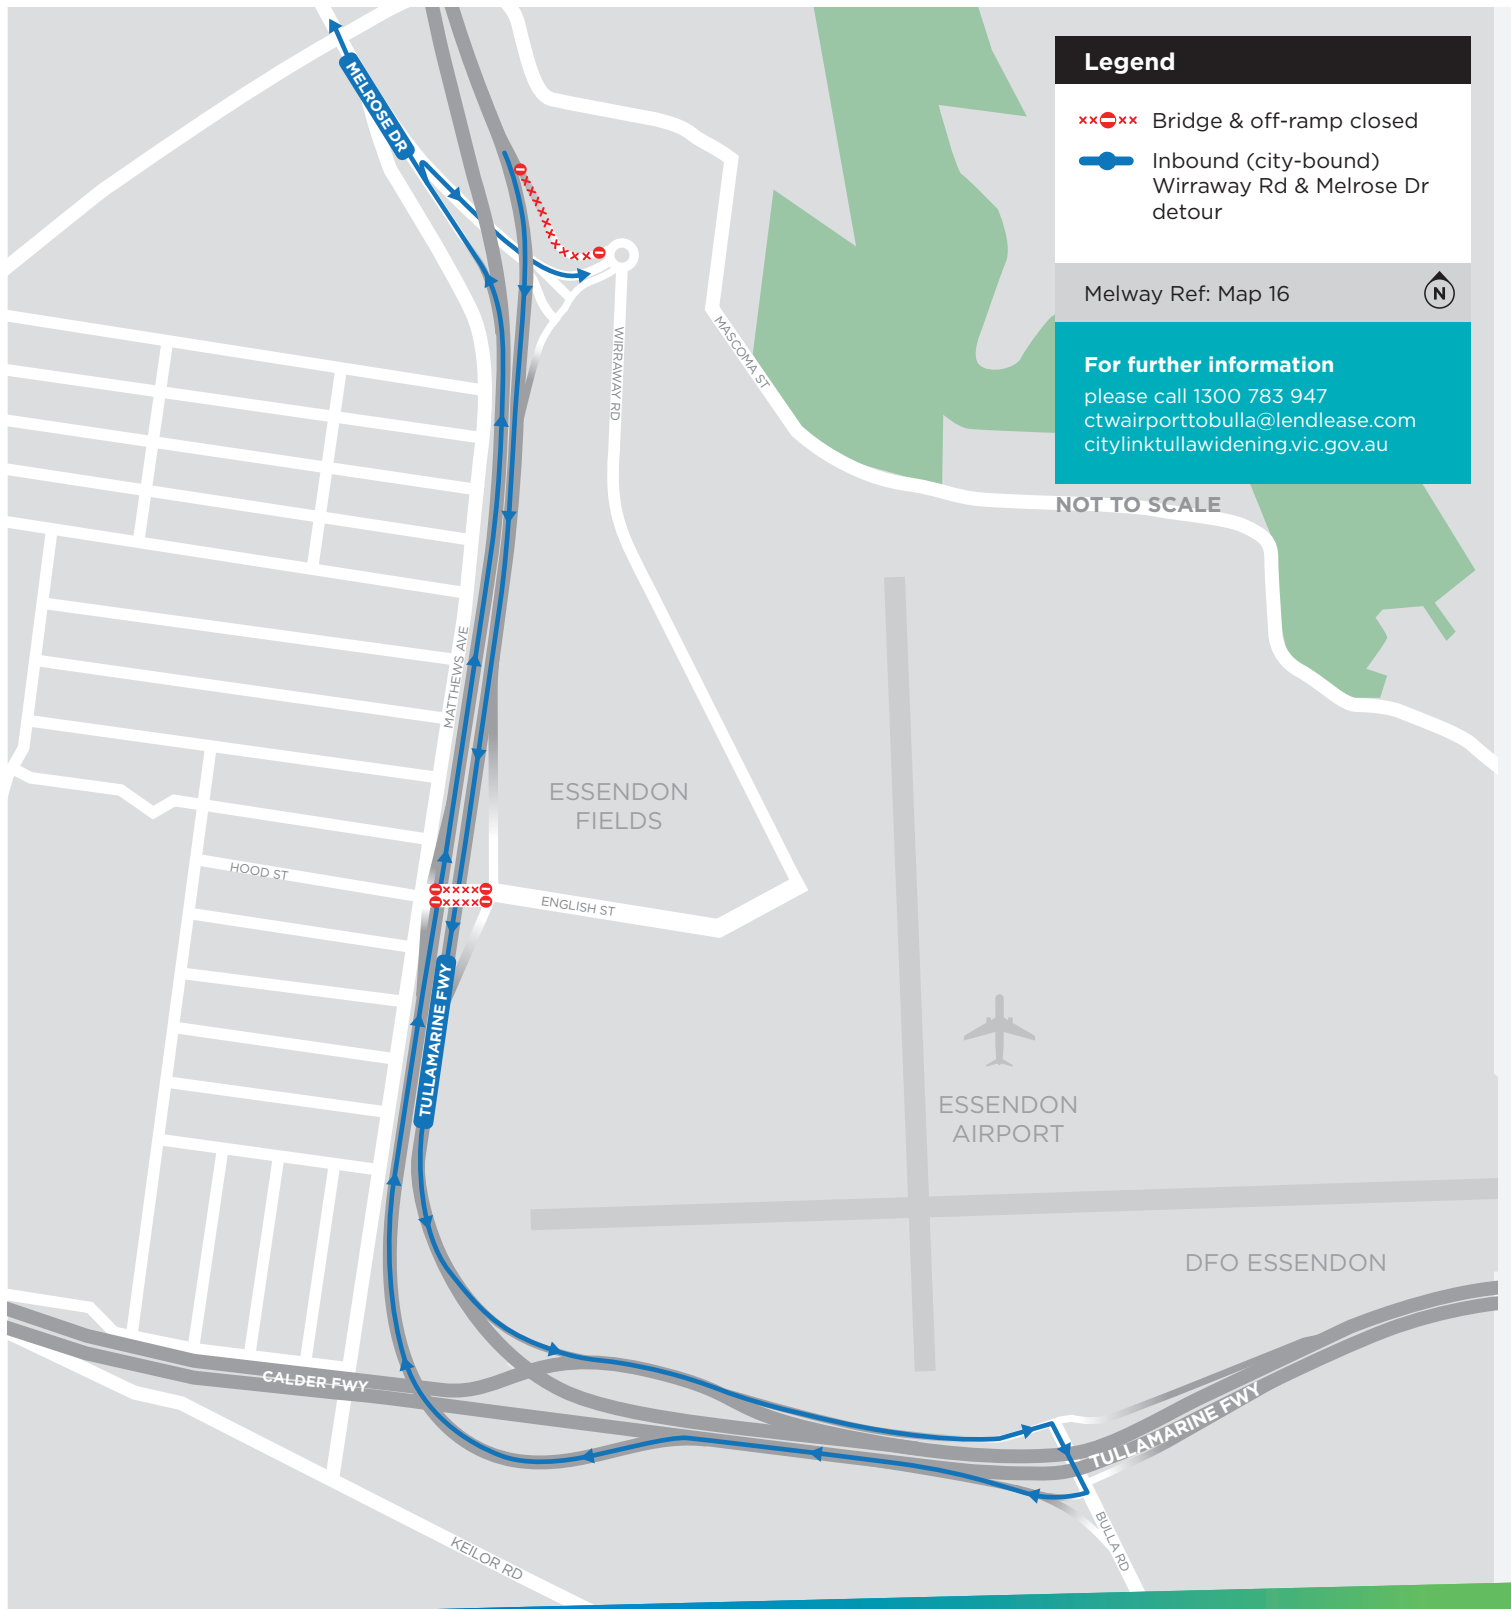 MELROSE DR
Legend
Bridge & off-ramp closed
Inbound (city-bound)
Wirraway Rd & Melrose Dr
detour
Melway Ref: Map 16
N
For further information
please call 1300 783 947
ctwairporttobulla@lendlease.com
citylinktullawidening.vic.gov.au
NOT TO SCALE
WIRRAWAY RD
MASCOMA ST
MATTHEWS AVE
ESSENDON
FIELDS
HOOD ST
ENGLISH ST
TULLAMARINE FWY
ESSENDON
AIRPORT
DFO ESSENDON
CALDER FWY
TULLAMARINE FWY
BULLA RD
KEILOR RD